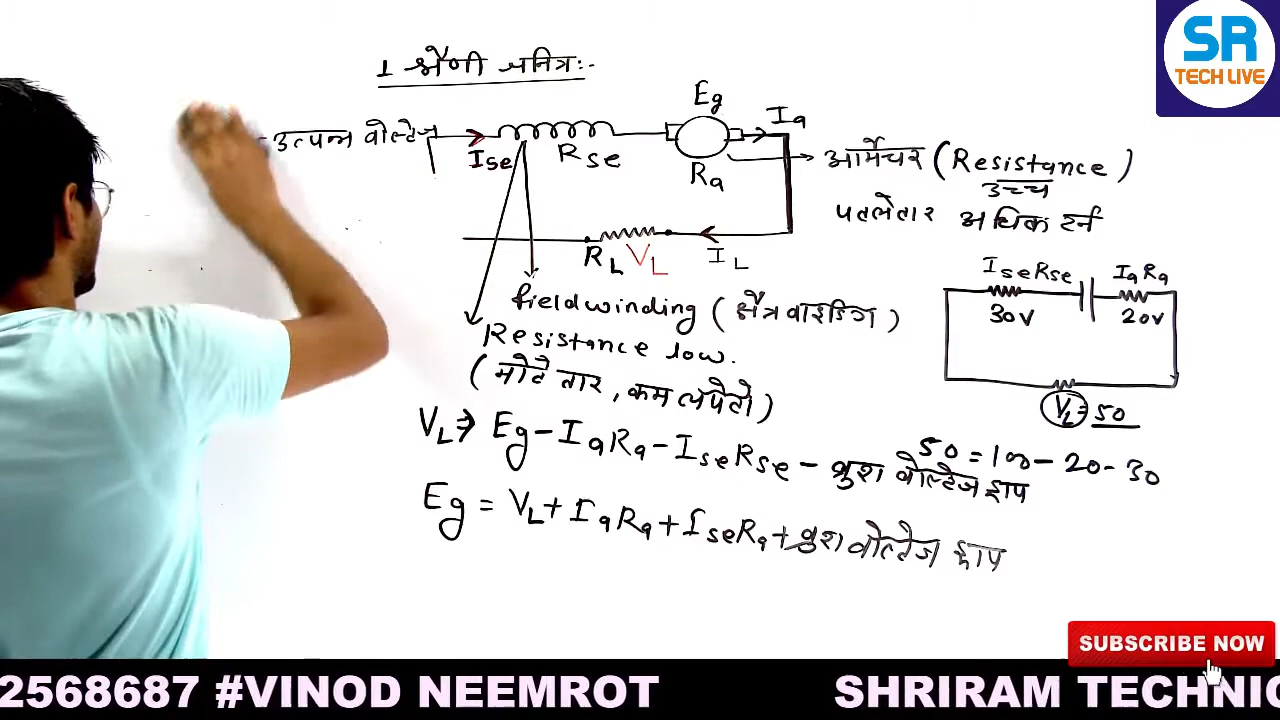 SR
TECH LIVE
1 श्रेणी जनित्र:-
उत्पन्न वोल्टेज
Ise
Rse
Eg
Ra
Ia
आर्मेचर (Resistance)
उच्च
पतले तार अधिक टर्न
RL VL IL
fieldwinding (क्षेत्र वाइडिंग)
Resistance low.
(मोटे तार, कम लपेटो)
IseRse IaRa
30V 20V
VL = 50
VL ⇒ Eg - IaRa - IseRse - बुश वोल्टेज ड्राप
50 = 100 - 20 - 30
Eg = VL + IaRa + IseRa + बुश वोल्टेज ड्राप
SUBSCRIBE NOW
2568687 #VINOD NEEMROT SHRIRAM TECHNIC